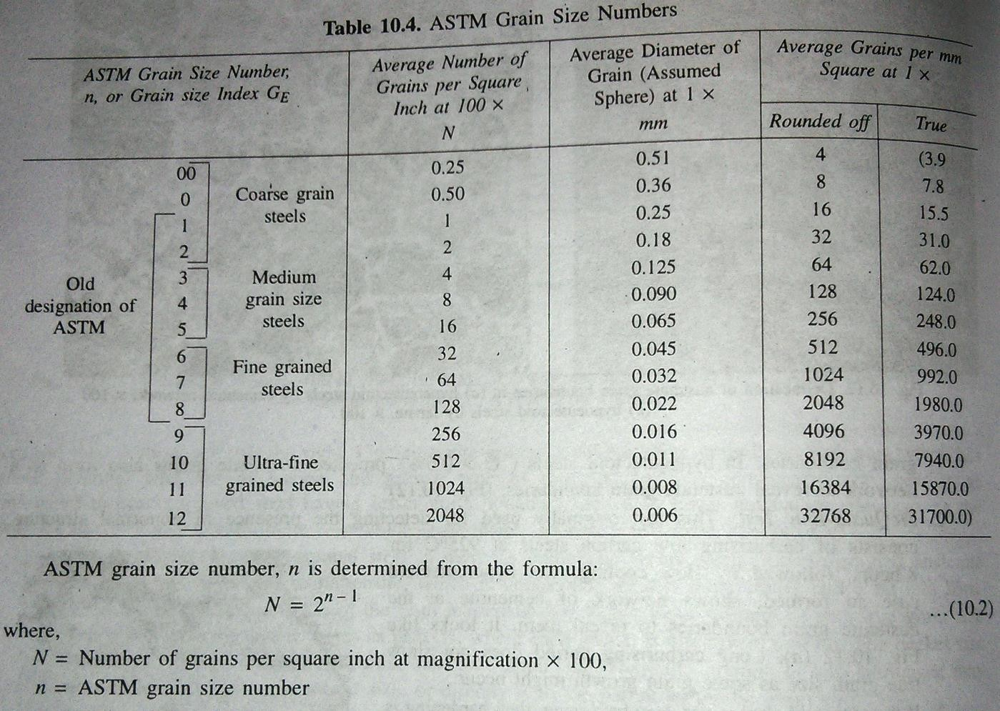 Table 10.4. ASTM Grain Size Numbers
ASTM Grain Size Number, n, or Grain size Index GE
Average Number of Grains per Square Inch at 100 × N
Average Diameter of Grain (Assumed Sphere) at 1 × mm
Average Grains per mm Square at 1 ×
Rounded off True
00 0.25 0.51 4 (3.9
0 Coarse grain 0.50 0.36 8 7.8
1 steels 1 0.25 16 15.5
2 2 0.18 32 31.0
3 Medium 4 0.125 64 62.0
Old designation of ASTM
4 grain size 8 0.090 128 124.0
5 steels 16 0.065 256 248.0
6 Fine grained 32 0.045 512 496.0
7 steels 64 0.032 1024 992.0
8 128 0.022 2048 1980.0
9 256 0.016 4096 3970.0
10 Ultra-fine 512 0.011 8192 7940.0
11 grained steels 1024 0.008 16384 15870.0
12 2048 0.006 32768 31700.0)
ASTM grain size number, n is determined from the formula:
N = 2^{n – 1} ...(10.2)
where,
N = Number of grains per square inch at magnification × 100,
n = ASTM grain size number